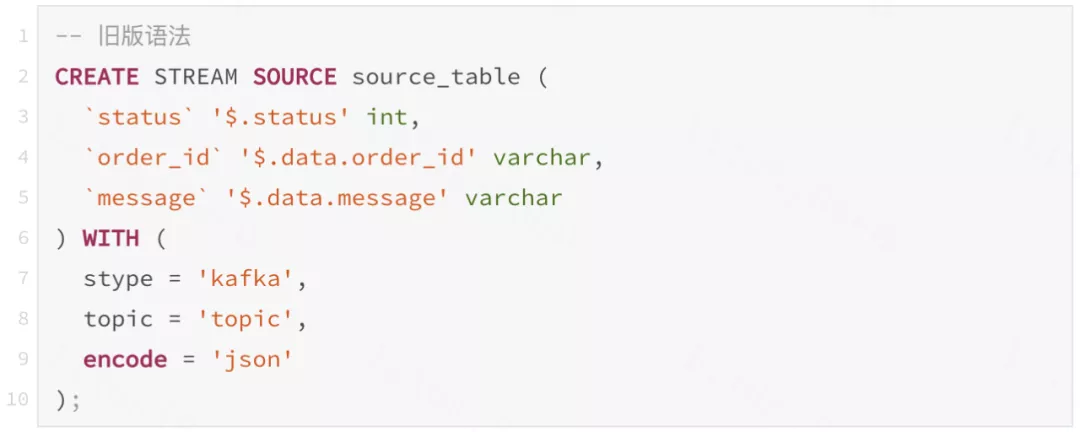 1 -- 旧版语法
2 CREATE STREAM SOURCE source_table (
3   `status` '$.status' int,
4   `order_id` '$.data.order_id' varchar,
5   `message` '$.data.message' varchar
6 ) WITH (
7   stype = 'kafka',
8   topic = 'topic',
9   encode = 'json'
10 );